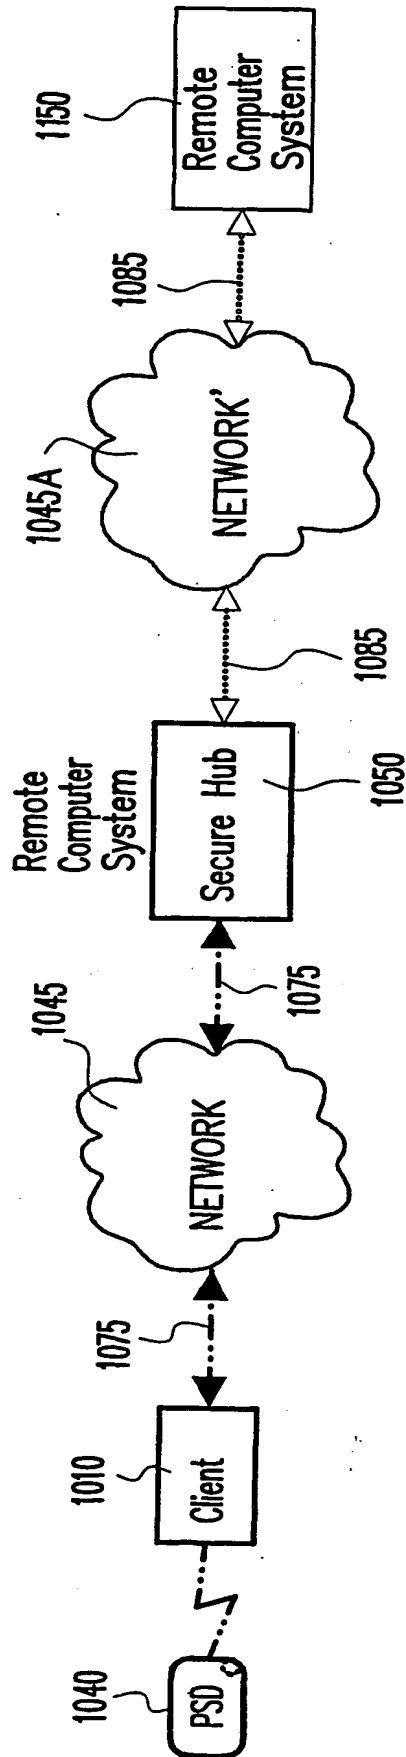 1040
PSD
1010
Client
1075
1045
NETWORK
1075
Remote
Computer
System
Secure Hub
1050
1085
1045A
NETWORK'
1085
1150
Remote
Computer
System